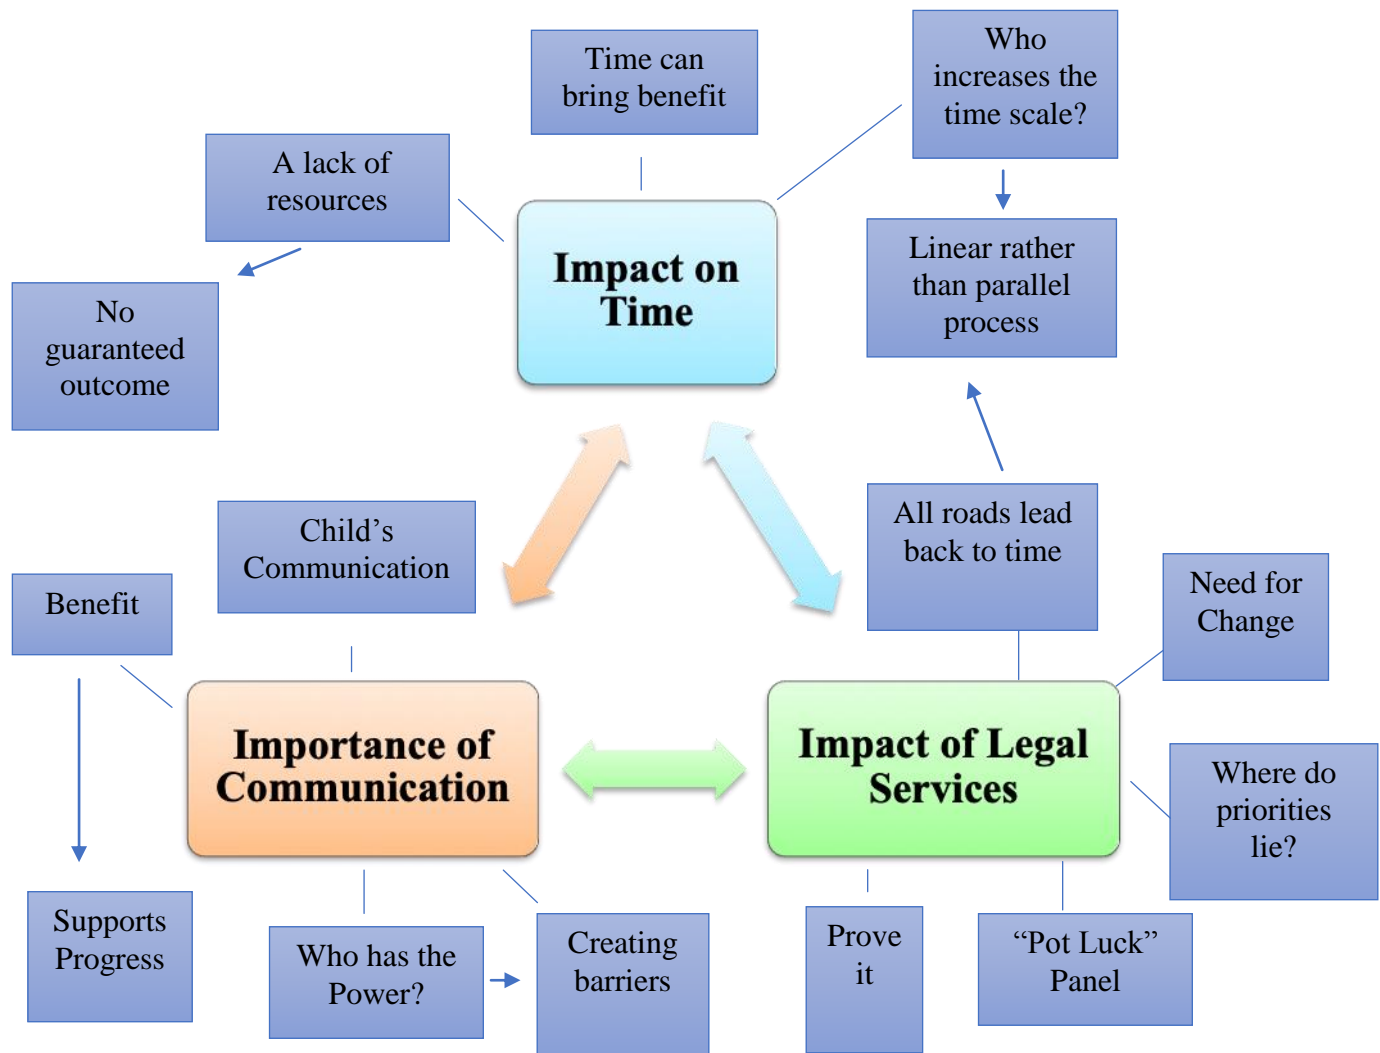 Time can
bring benefit
Who
increases the
time scale?
A lack of
resources
Impact on
Time
Linear rather
than parallel
process
No
guaranteed
outcome
Child’s
Communication
All roads lead
back to time
Need for
Change
Benefit
Importance of
Communication
Impact of Legal
Services
Where do
priorities
lie?
Supports
Progress
Who has the
Power?
Creating
barriers
Prove
it
“Pot Luck”
Panel